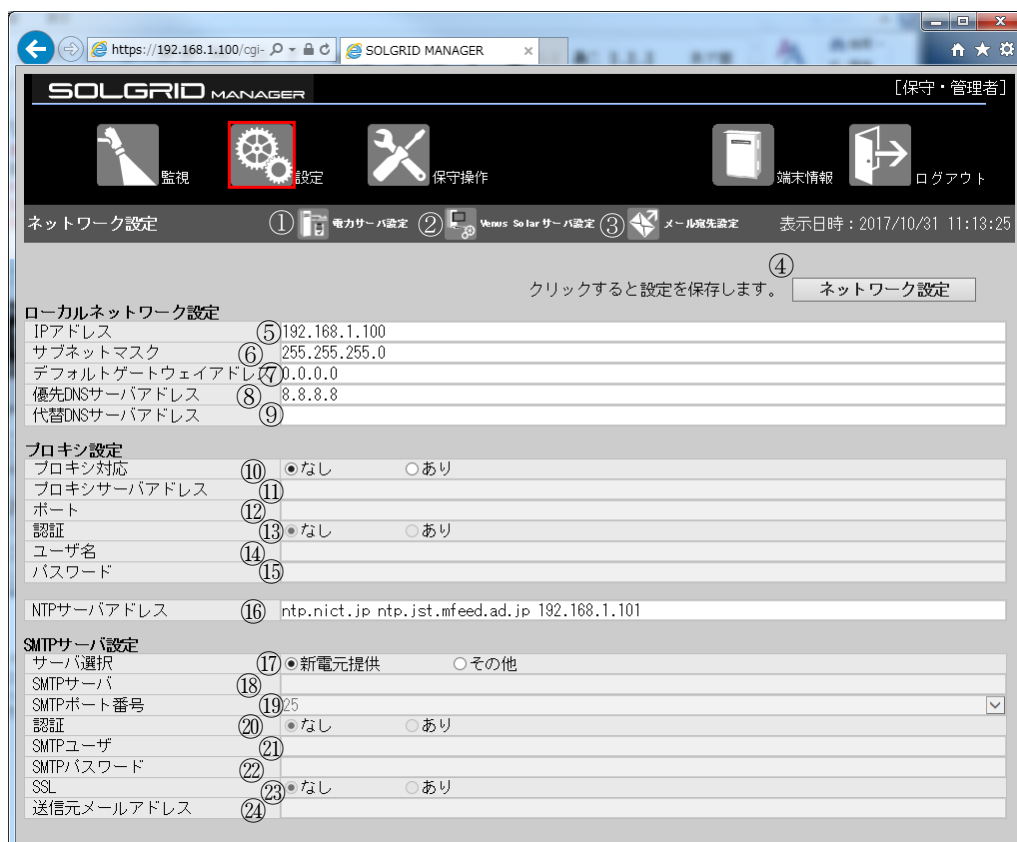 https://192.168.1.100/cgi-
SOLGRID MANAGER
SOLGRID MANAGER
[保守・管理者]
監視
設定
保守操作
端末情報
ログアウト
ネットワーク設定 ① 電力サーバ設定 ② Venus Solar サーバ設定 ③ メール宛先設定 表示日時:2017/10/31 11:13:25
④
クリックすると設定を保存します。 ネットワーク設定
ローカルネットワーク設定
IPアドレス ⑤ 192.168.1.100
サブネットマスク ⑥ 255.255.255.0
デフォルトゲートウェイアドレス ⑦ 0.0.0.0
優先DNSサーバアドレス ⑧ 8.8.8.8
代替DNSサーバアドレス ⑨
プロキシ設定
プロキシ対応 ⑩ なし あり
プロキシサーバアドレス ⑪
ポート ⑫
認証 ⑬ なし あり
ユーザ名 ⑭
パスワード ⑮
NTPサーバアドレス ⑯ ntp.nict.jp ntp.jst.mfeed.ad.jp 192.168.1.101
SMTPサーバ設定
サーバ選択 ⑰ 新電元提供 その他
SMTPサーバ ⑱
SMTPポート番号 ⑲ 25
認証 ⑳ なし あり
SMTPユーザ ㉑
SMTPパスワード ㉒
SSL ㉓ なし あり
送信元メールアドレス ㉔